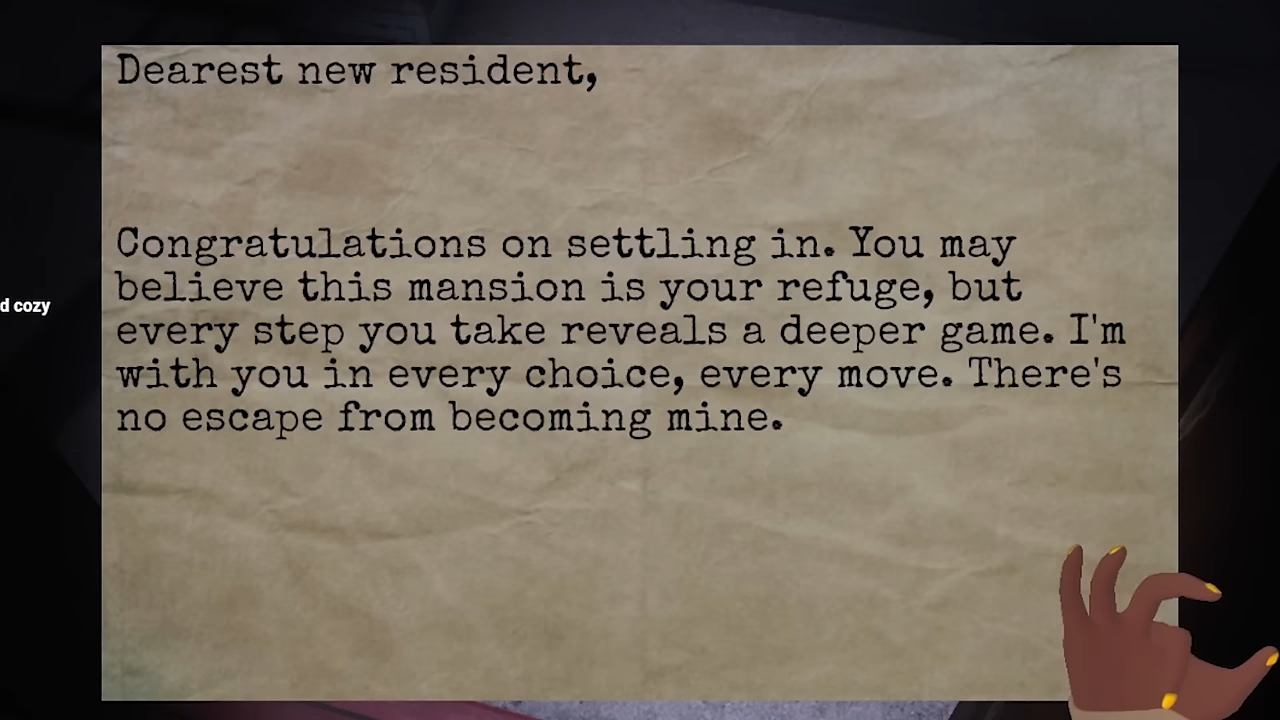 Dearest new resident,
Congratulations on settling in. You may
believe this mansion is your refuge, but
every step you take reveals a deeper game. I'm
with you in every choice, every move. There's
no escape from becoming mine.
d cozy